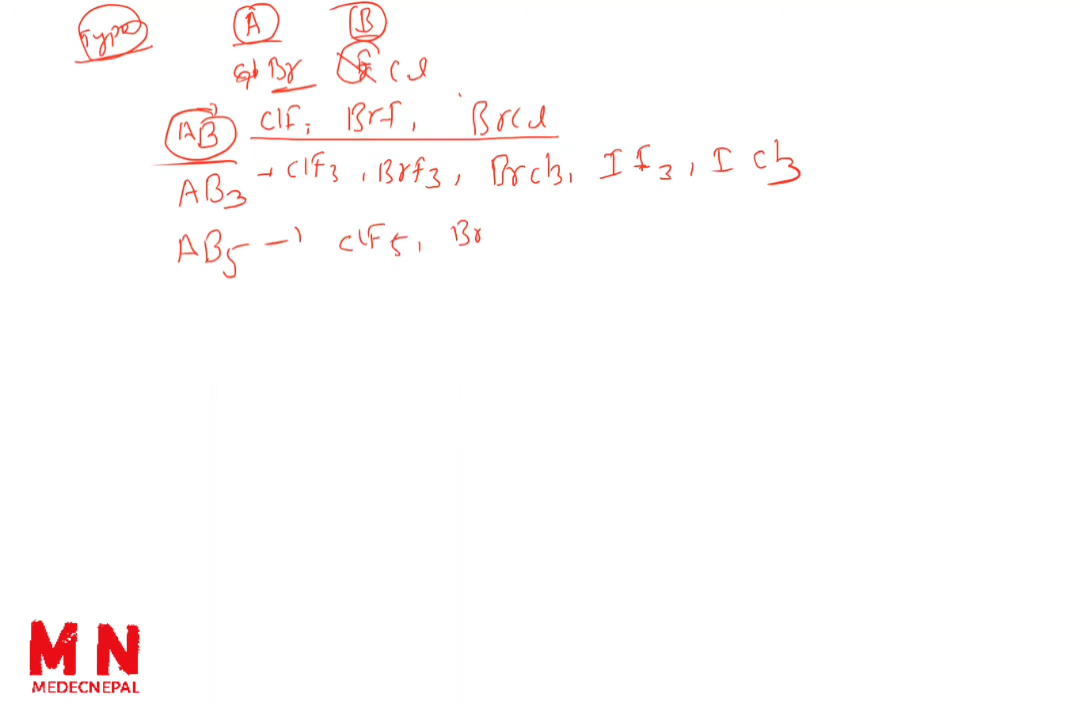 Types A B
Br Cl
AB ClF, BrF, BrCl
AB3 → ClF3, BrF3, BrCl3, IF3, ICl3
AB5 → ClF5, Br
MN
MEDECNEPAL